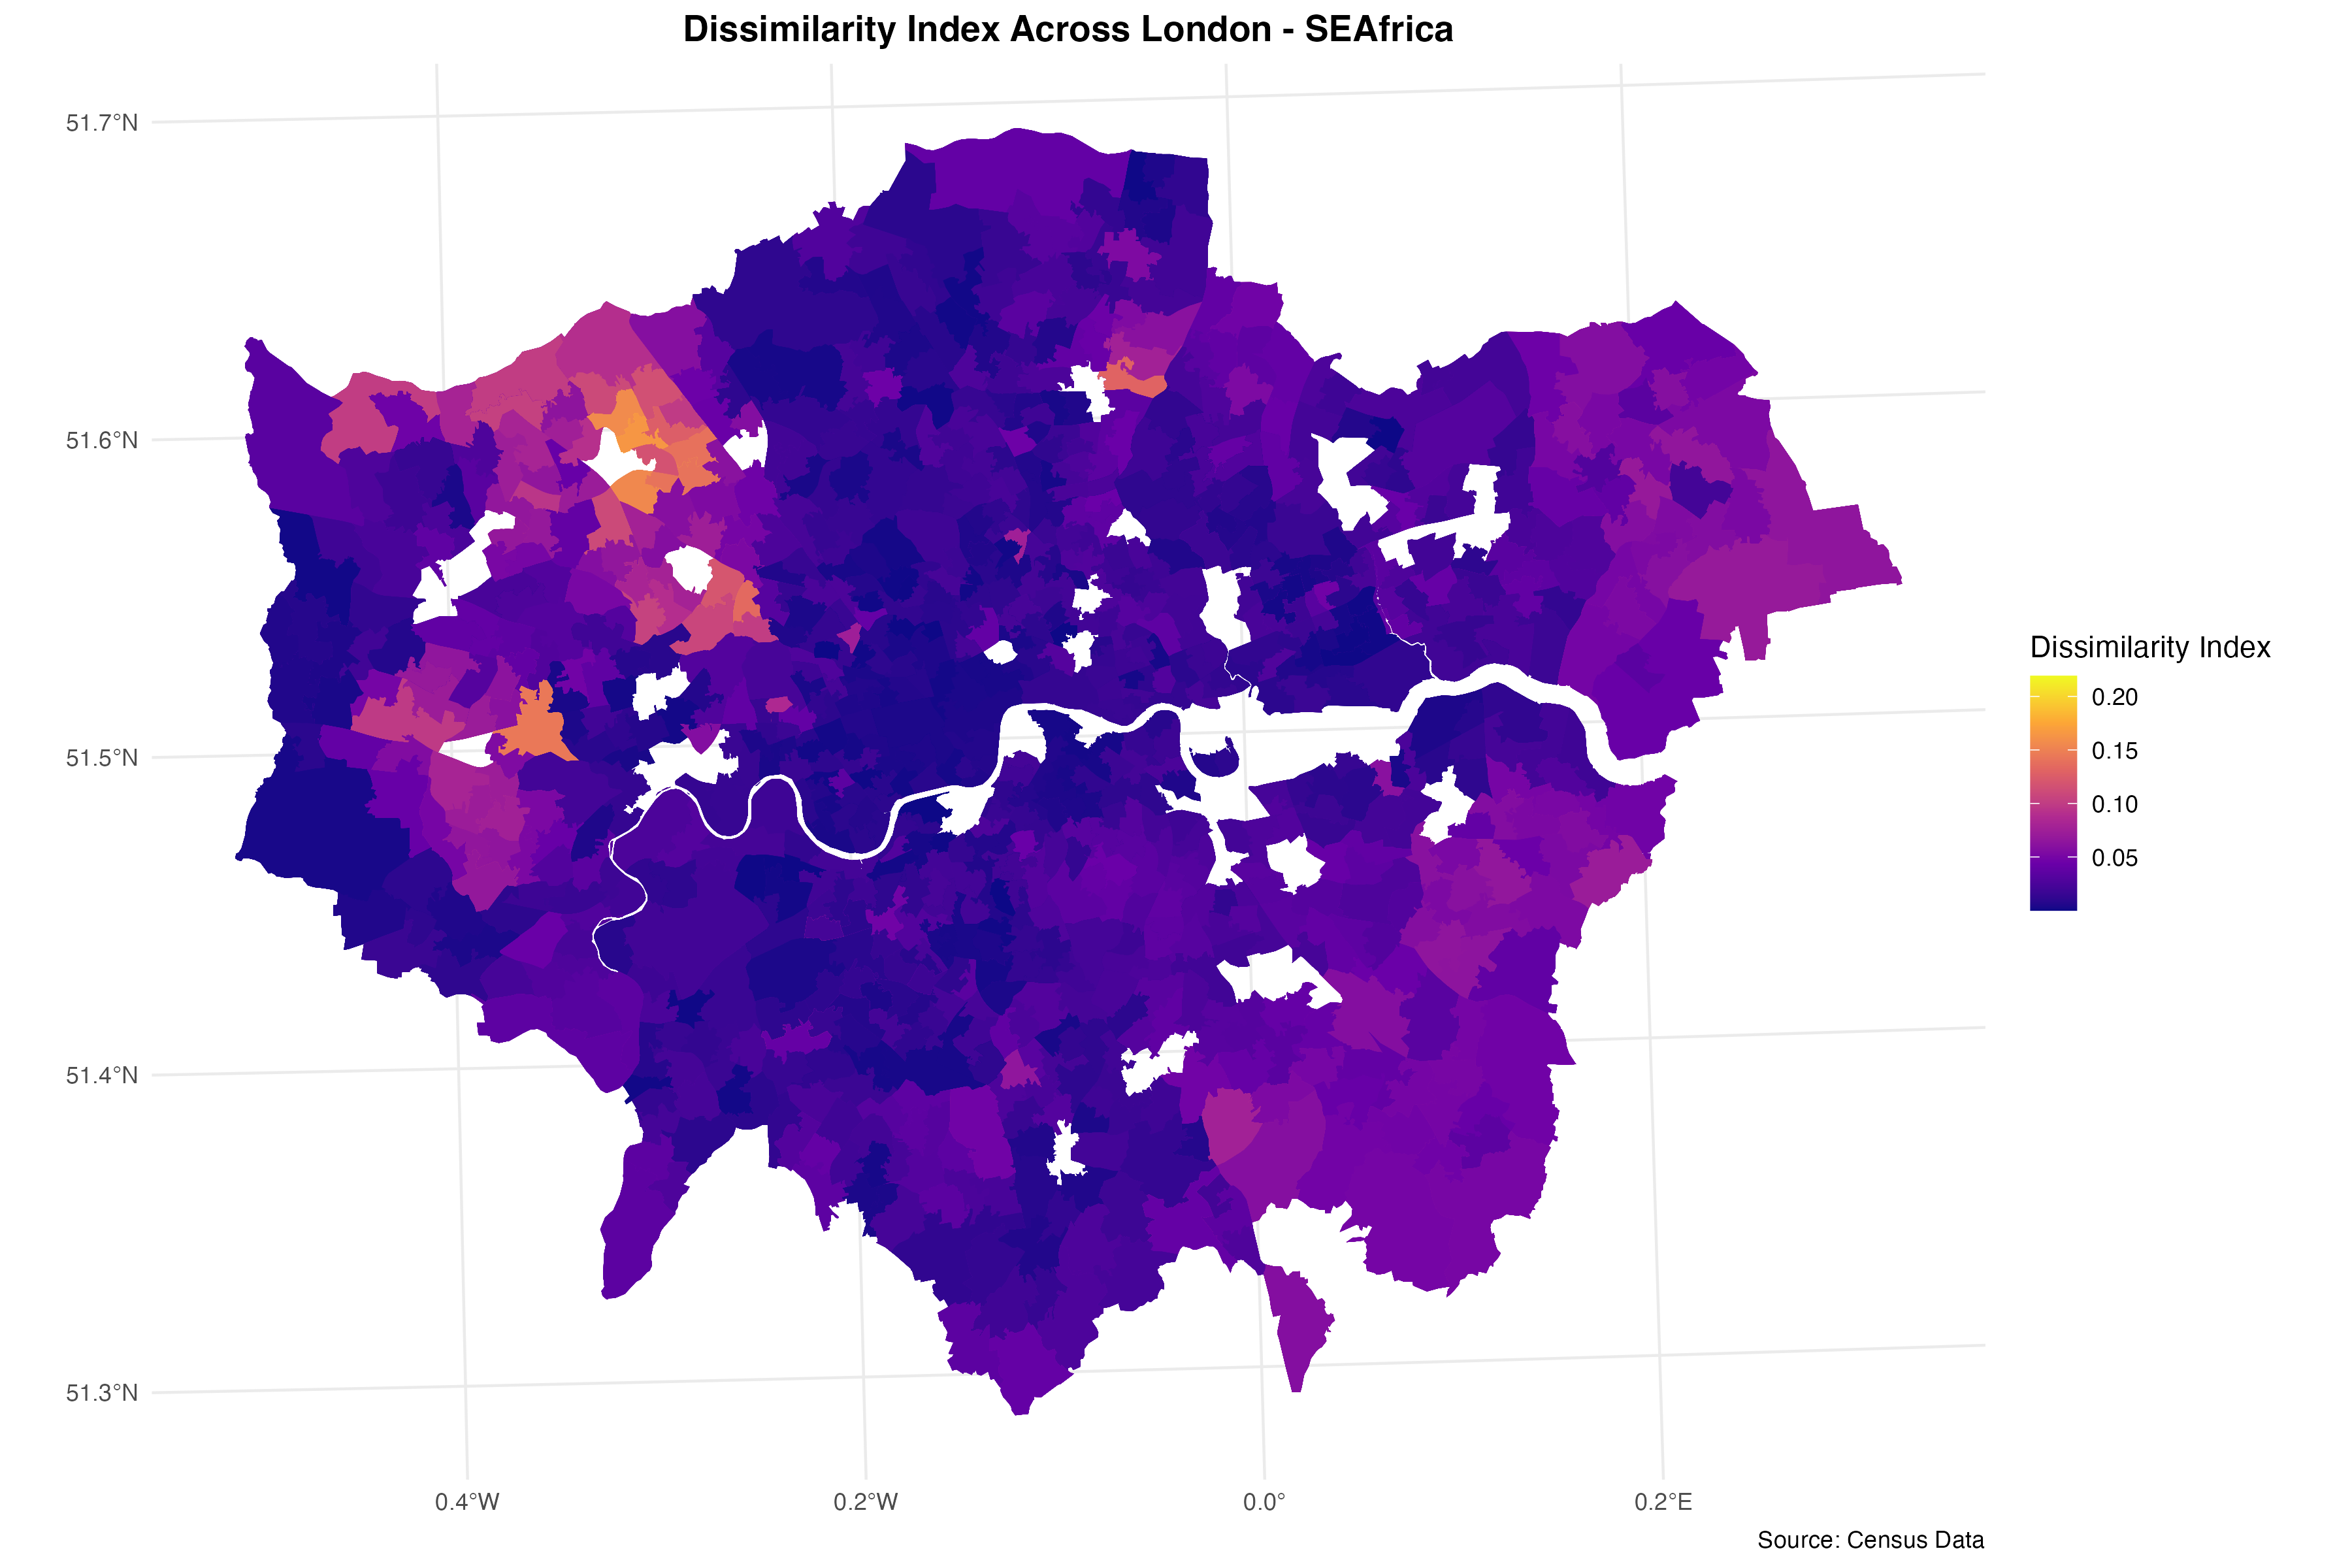 Dissimilarity Index Across London - SEAfrica
51.7°N
51.6°N
51.5°N
51.4°N
51.3°N
0.4°W
0.2°W
0.0°
0.2°E
Dissimilarity Index
0.20
0.15
0.10
0.05
Source: Census Data